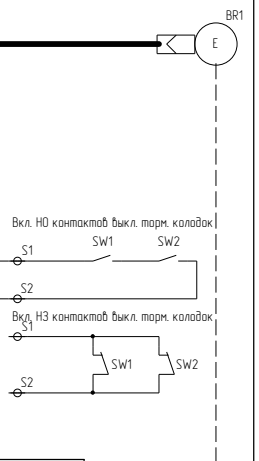 BR1
E
Вкл. НО контактов выкл. торм. колодок
SW1 SW2
S1
S2
Вкл. НЗ контактов выкл. торм. колодок
S1
SW1 SW2
S2